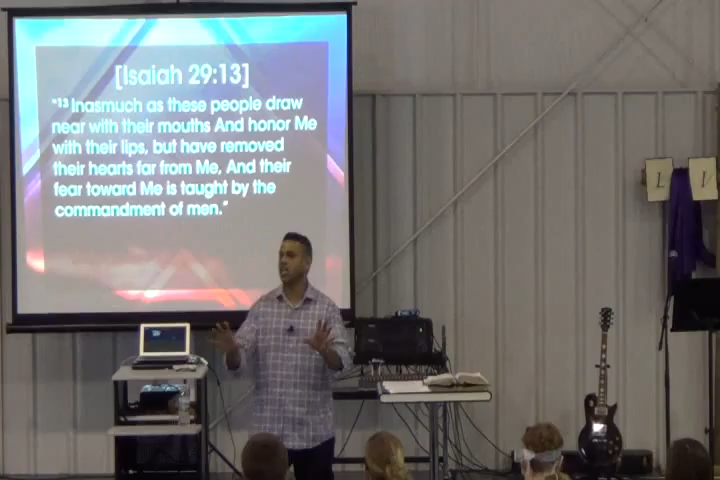 [Isaiah 29:13]
"13 Inasmuch as these people draw
near with their mouths And honor Me
with their lips, but have removed
their hearts far from Me, And their
fear toward Me is taught by the
commandment of men."
L V